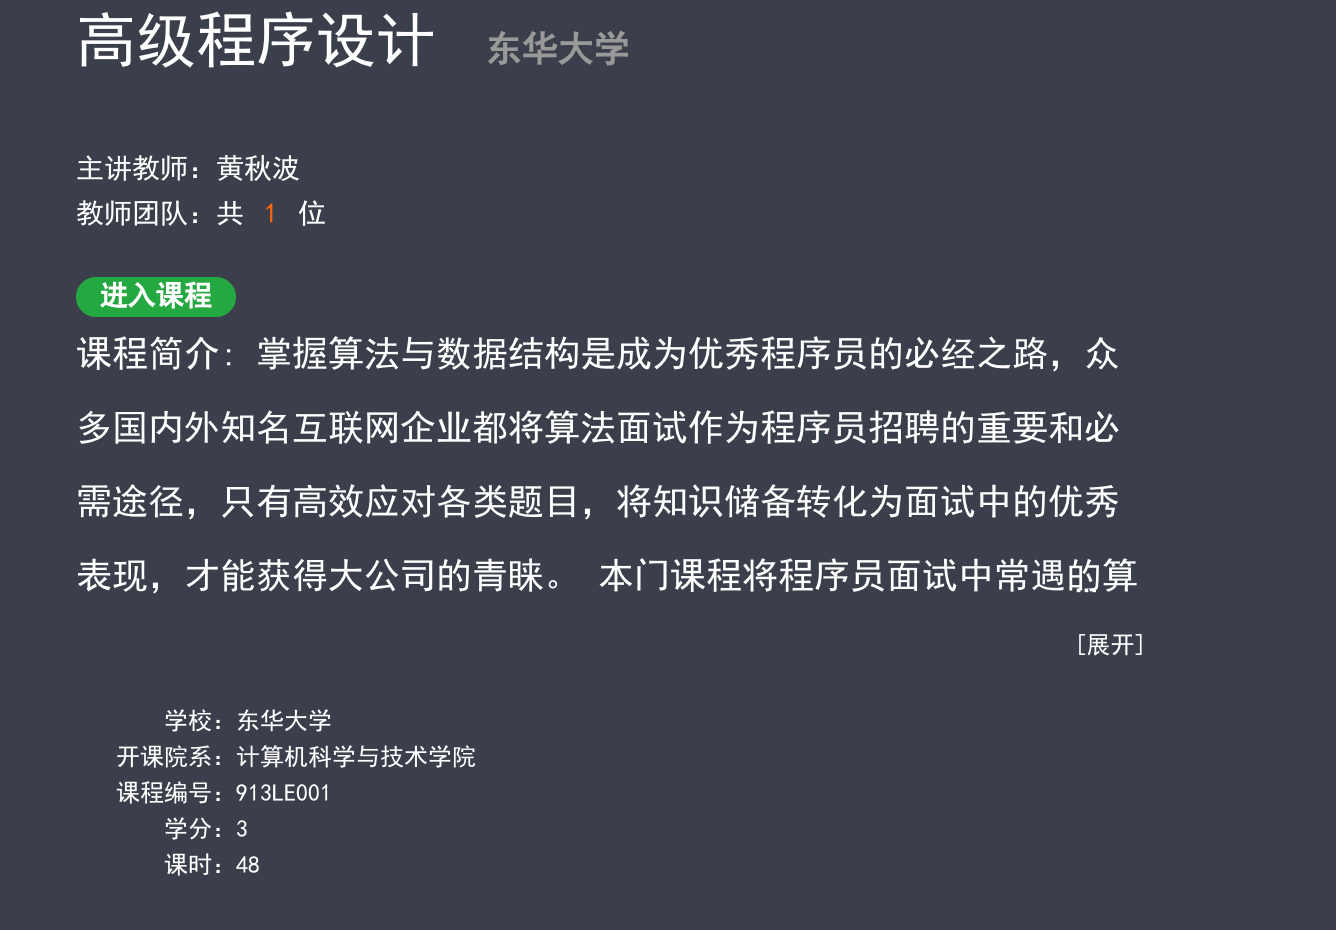 高级程序设计 东华大学
主讲教师：黄秋波
教师团队：共 1 位
进入课程
课程简介: 掌握算法与数据结构是成为优秀程序员的必经之路，众
多国内外知名互联网企业都将算法面试作为程序员招聘的重要和必
需途径，只有高效应对各类题目，将知识储备转化为面试中的优秀
表现，才能获得大公司的青睐。 本门课程将程序员面试中常遇的算
...
[展开]
学校：东华大学
开课院系：计算机科学与技术学院
课程编号：913LE001
学分：3
课时：48